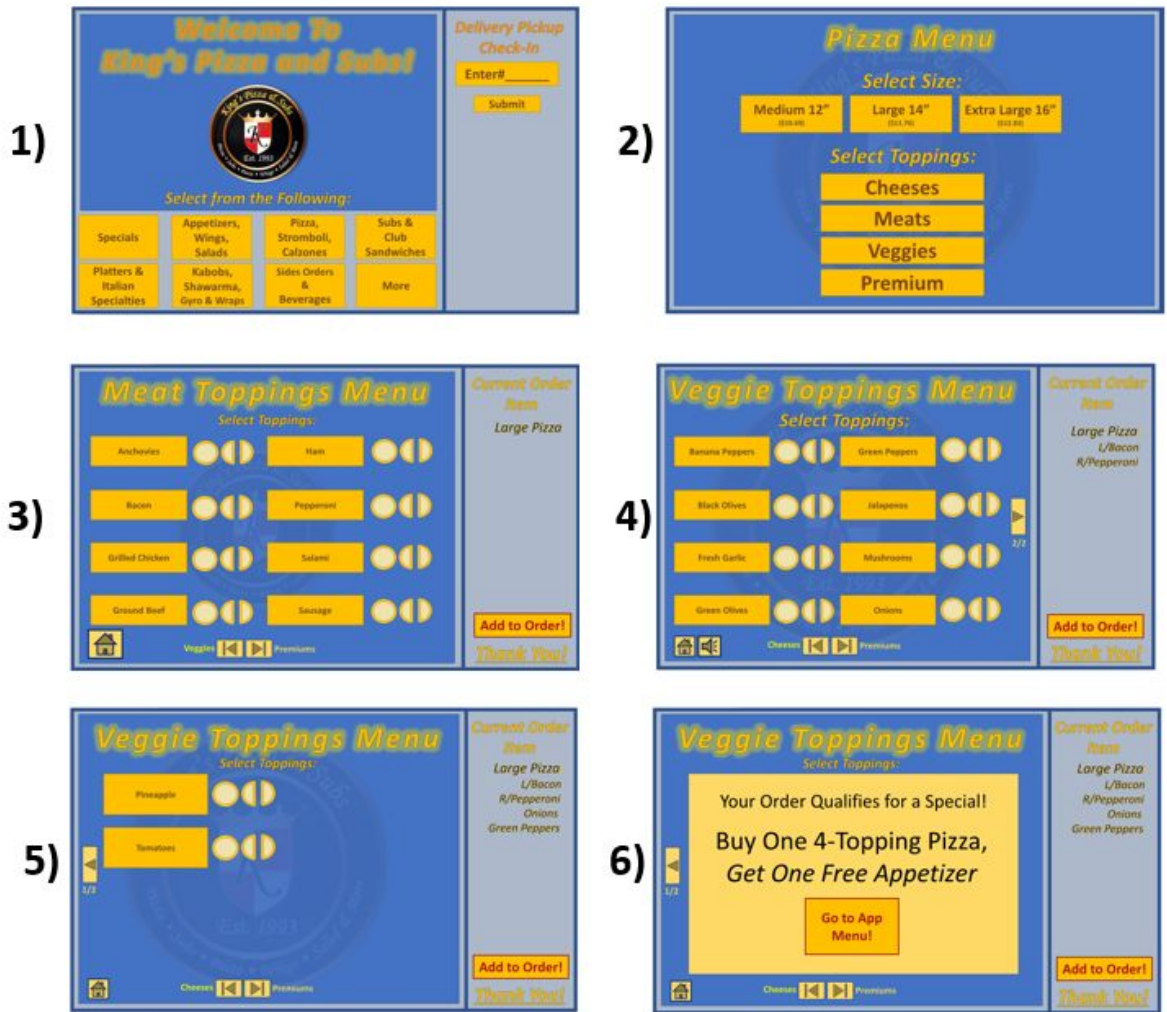 1)
Welcome To
King's Pizza and Subs!
King's Pizza & Subs
Est. 1993
Select from the Following:
Specials
Appetizers,
Wings,
Salads
Pizza,
Stromboli,
Calzones
Subs &
Club
Sandwiches
Platters &
Italian
Specialties
Kabobs,
Shawarma,
Gyro & Wraps
Sides Orders
&
Beverages
More
Delivery Pickup
Check-In
Enter#______
Submit
2)
Pizza Menu
Select Size:
Medium 12"
Large 14"
Extra Large 16"
Select Toppings:
Cheeses
Meats
Veggies
Premium
3)
Meat Toppings Menu
Select Toppings:
Anchovies
Ham
Bacon
Pepperoni
Grilled Chicken
Salami
Ground Beef
Sausage
Veggies
Premiums
Current Order
Item
Large Pizza
Add to Order!
Thank You!
4)
Veggie Toppings Menu
Select Toppings:
Banana Peppers
Green Peppers
Black Olives
Jalapenos
Fresh Garlic
Mushrooms
Green Olives
Onions
2/2
Cheeses
Premiums
Current Order
Item
Large Pizza
L/Bacon
R/Pepperoni
Add to Order!
Thank You!
5)
Veggie Toppings Menu
Select Toppings:
Pineapple
Tomatoes
1/2
Cheeses
Premiums
Current Order
Item
Large Pizza
L/Bacon
R/Pepperoni
Onions
Green Peppers
Add to Order!
Thank You!
6)
Veggie Toppings Menu
Select Toppings:
Your Order Qualifies for a Special!
Buy One 4-Topping Pizza,
Get One Free Appetizer
Go to App
Menu!
1/2
Cheeses
Premiums
Current Order
Item
Large Pizza
L/Bacon
R/Pepperoni
Onions
Green Peppers
Add to Order!
Thank You!